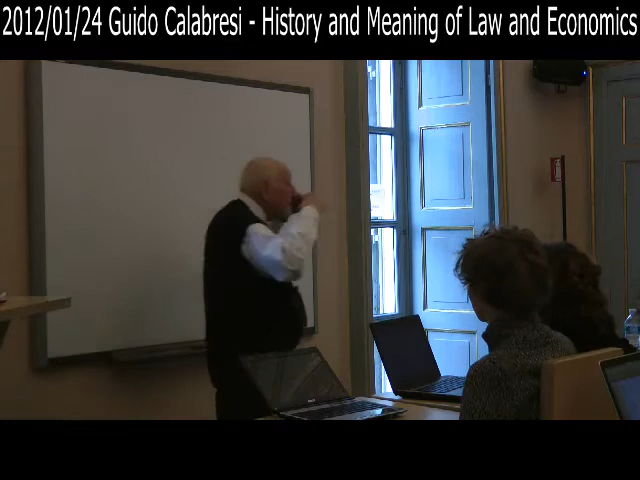 2012/01/24 Guido Calabresi - History and Meaning of Law and Economics